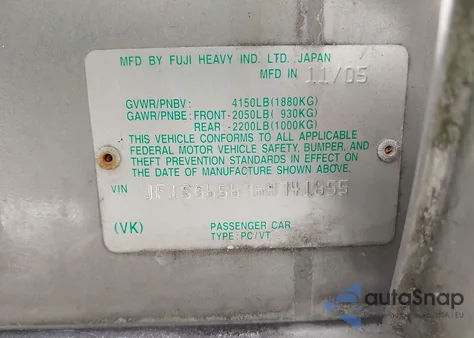 MFD BY FUJI HEAVY IND. LTD. JAPAN
MFD IN 11/05
GVWR/PNBV: 4150LB(1880KG)
GAWR/PNBE: FRONT-2050LB( 930KG)
REAR -2200LB(1000KG)
THIS VEHICLE CONFORMS TO ALL APPLICABLE
FEDERAL MOTOR VEHICLE SAFETY, BUMPER, AND
THEFT PREVENTION STANDARDS IN EFFECT ON
THE DATE OF MANUFACTURE SHOWN ABOVE.
VIN
(VK) PASSENGER CAR
TYPE: PC/VT
autoSnap